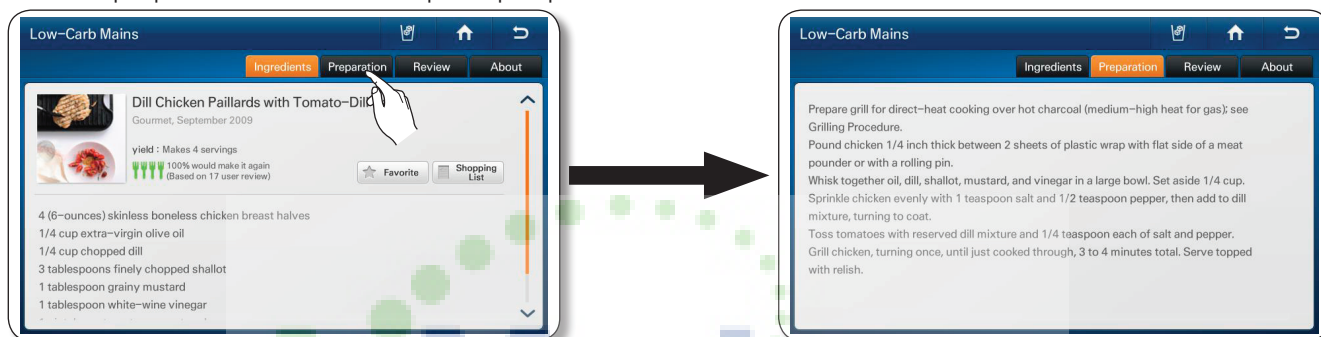 Low-Carb Mains
Ingredients Preparation Review About
Dill Chicken Paillards with Tomato-Dill
Gourmet, September 2009
yield : Makes 4 servings
100% would make it again
(Based on 17 user review)
Favorite
Shopping
List
4 (6-ounces) skinless boneless chicken breast halves
1/4 cup extra-virgin olive oil
1/4 cup chopped dill
3 tablespoons finely chopped shallot
1 tablespoon grainy mustard
1 tablespoon white-wine vinegar
Low-Carb Mains
Ingredients Preparation Review About
Prepare grill for direct-heat cooking over hot charcoal (medium-high heat for gas); see
Grilling Procedure.
Pound chicken 1/4 inch thick between 2 sheets of plastic wrap with flat side of a meat
pounder or with a rolling pin.
Whisk together oil, dill, shallot, mustard, and vinegar in a large bowl. Set aside 1/4 cup.
Sprinkle chicken evenly with 1 teaspoon salt and 1/2 teaspoon pepper, then add to dill
mixture, turning to coat.
Toss tomatoes with reserved dill mixture and 1/4 teaspoon each of salt and pepper.
Grill chicken, turning once, until just cooked through, 3 to 4 minutes total. Serve topped
with relish.